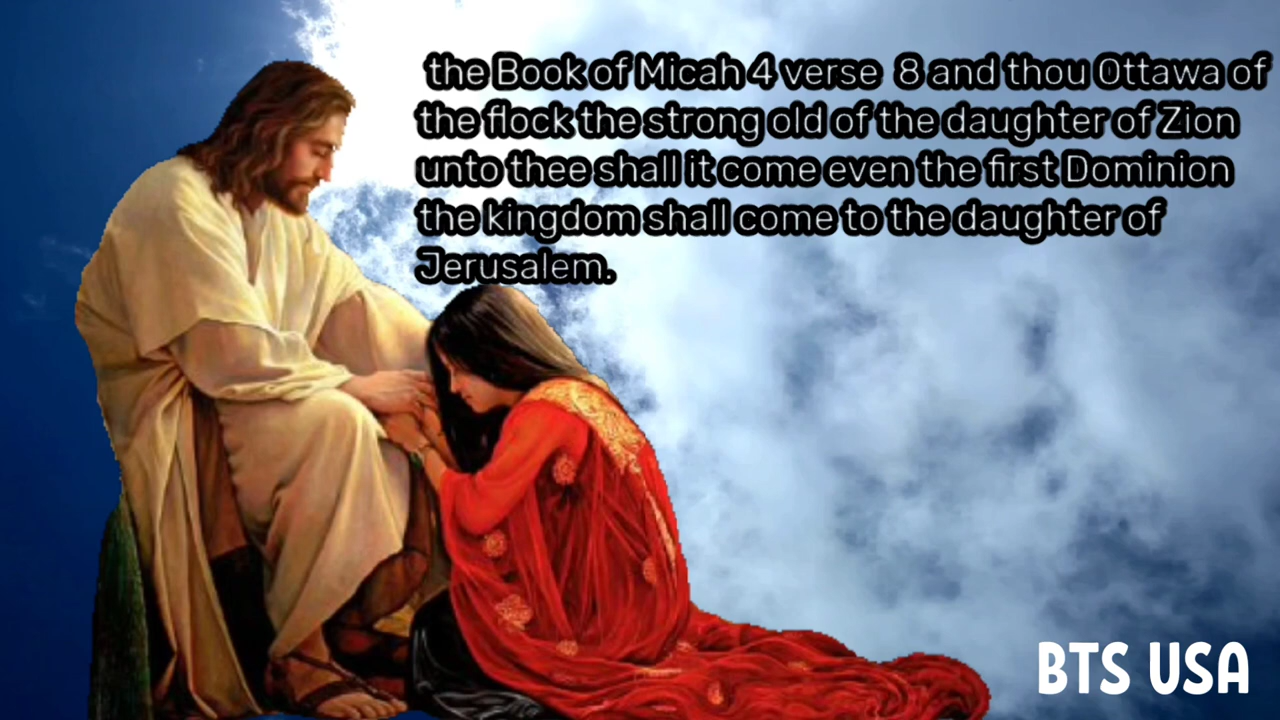 the Book of Micah 4 verse 8 and thou Ottawa of
the flock the strong old of the daughter of Zion
unto thee shall it come even the first Dominion
the kingdom shall come to the daughter of
Jerusalem.
BTS USA